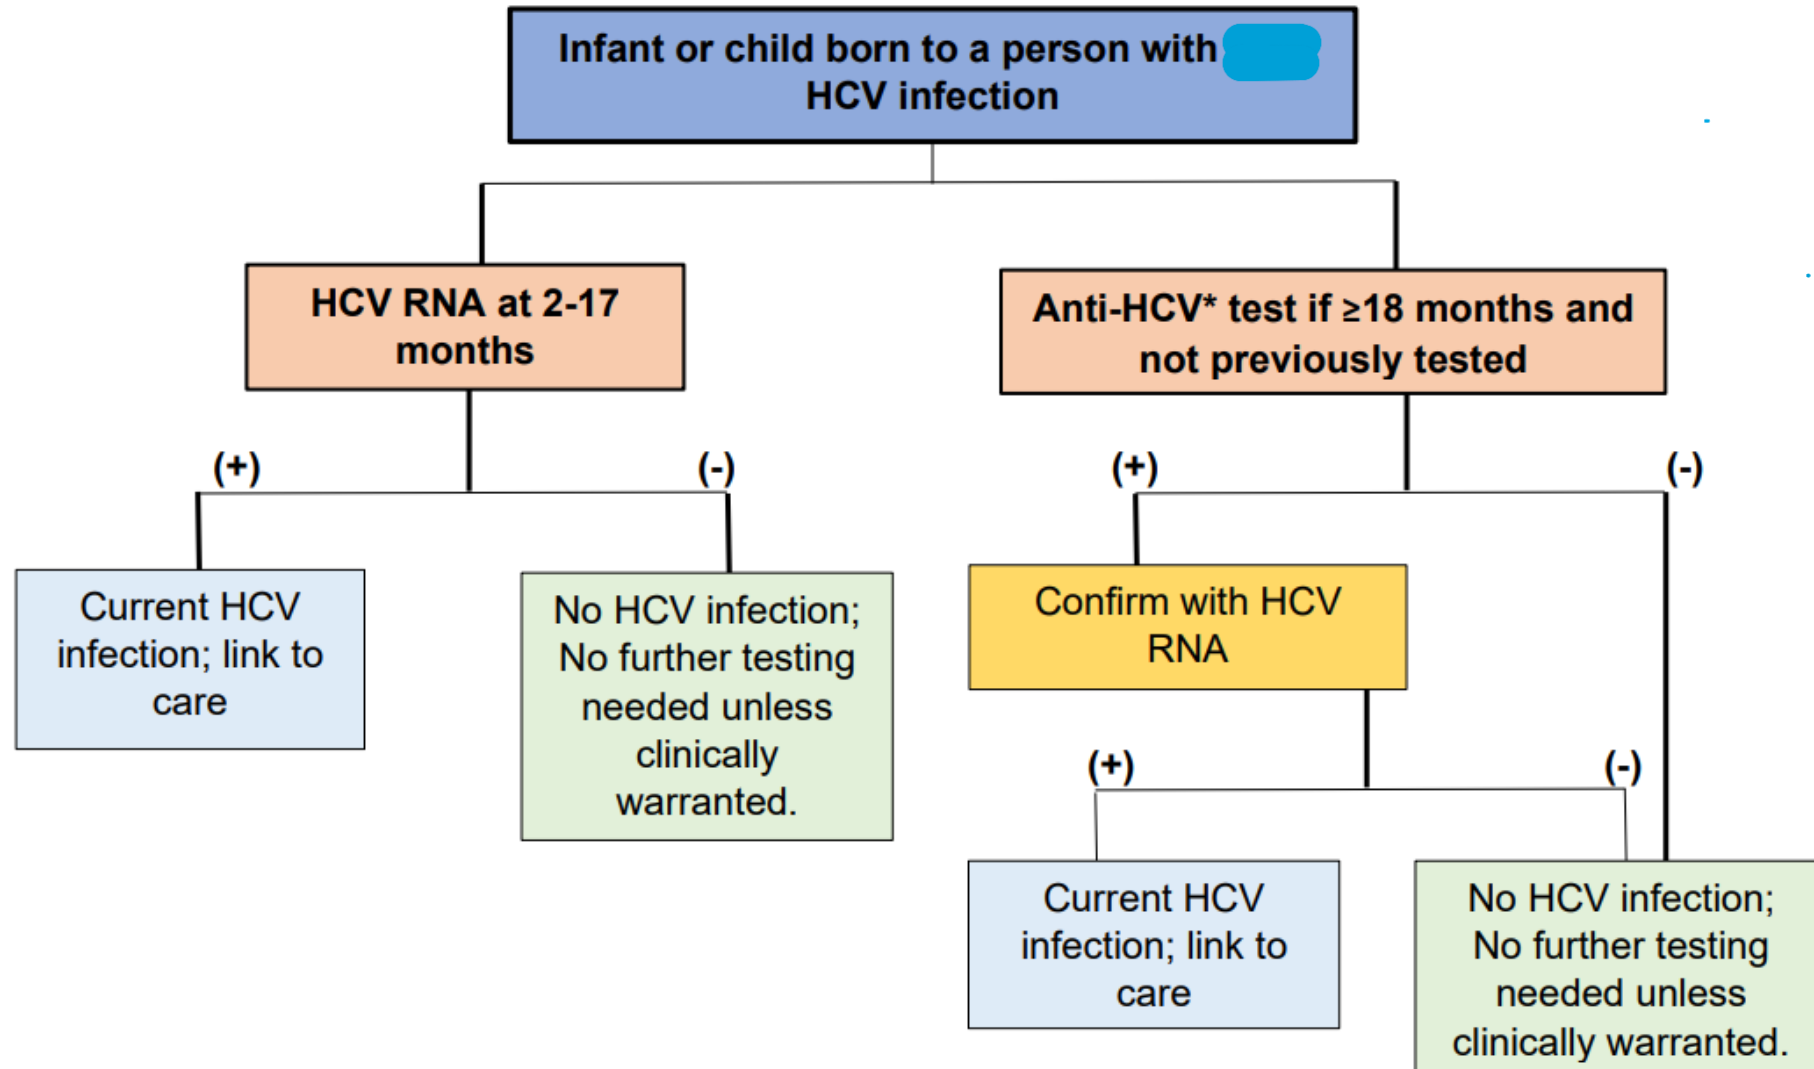 Infant or child born to a person with
HCV infection
HCV RNA at 2-17
months
Anti-HCV* test if ≥18 months and
not previously tested
(+)
(-)
(+)
(-)
Current HCV
infection; link to
care
No HCV infection;
No further testing
needed unless
clinically
warranted.
Confirm with HCV
RNA
(+)
(-)
Current HCV
infection; link to
care
No HCV infection;
No further testing
needed unless
clinically warranted.